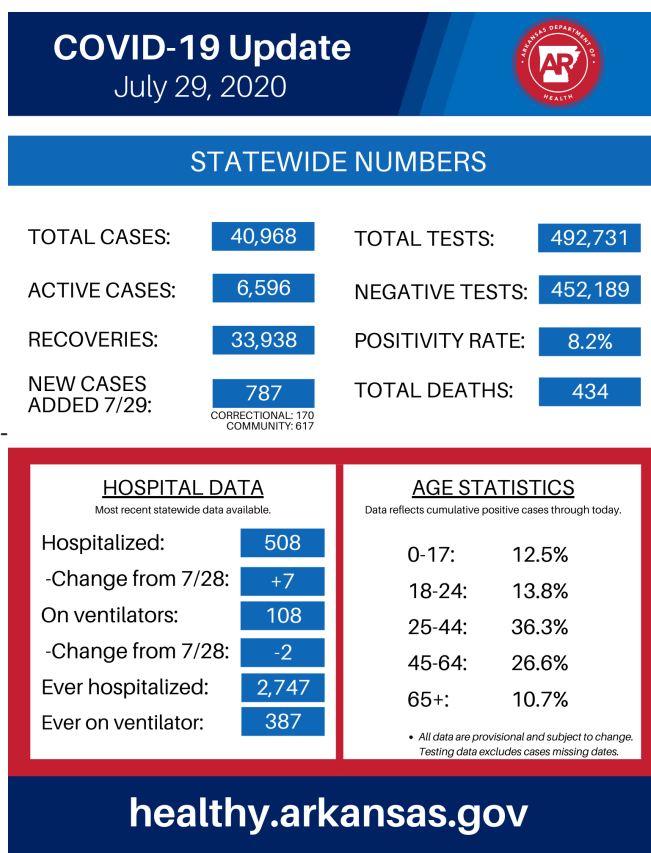 COVID-19 Update
July 29, 2020
ARKANSAS DEPARTMENT OF
AR
HEALTH
STATEWIDE NUMBERS
TOTAL CASES: 40,968
ACTIVE CASES: 6,596
RECOVERIES: 33,938
NEW CASES
ADDED 7/29: 787
CORRECTIONAL: 170
COMMUNITY: 617
TOTAL TESTS: 492,731
NEGATIVE TESTS: 452,189
POSITIVITY RATE: 8.2%
TOTAL DEATHS: 434
-
HOSPITAL DATA
Most recent statewide data available.
Hospitalized: 508
-Change from 7/28: +7
On ventilators: 108
-Change from 7/28: -2
Ever hospitalized: 2,747
Ever on ventilator: 387
AGE STATISTICS
Data reflects cumulative positive cases through today.
0-17: 12.5%
18-24: 13.8%
25-44: 36.3%
45-64: 26.6%
65+: 10.7%
• All data are provisional and subject to change.
Testing data excludes cases missing dates.
healthy.arkansas.gov